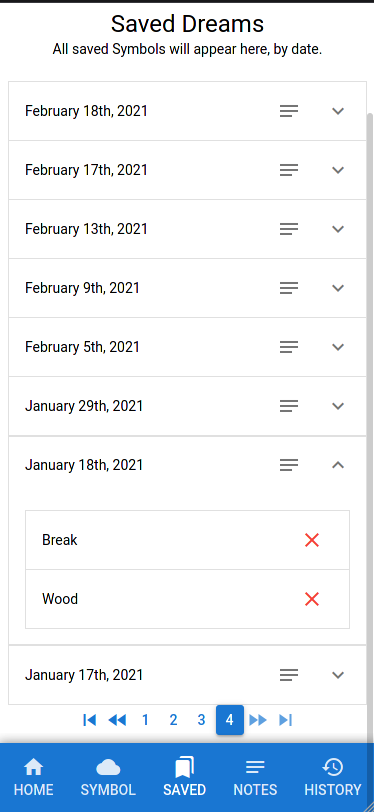 Saved Dreams
All saved Symbols will appear here, by date.
February 18th, 2021
February 17th, 2021
February 13th, 2021
February 9th, 2021
February 5th, 2021
January 29th, 2021
January 18th, 2021
Break
Wood
January 17th, 2021
1 2 3 4
HOME SYMBOL SAVED NOTES HISTORY